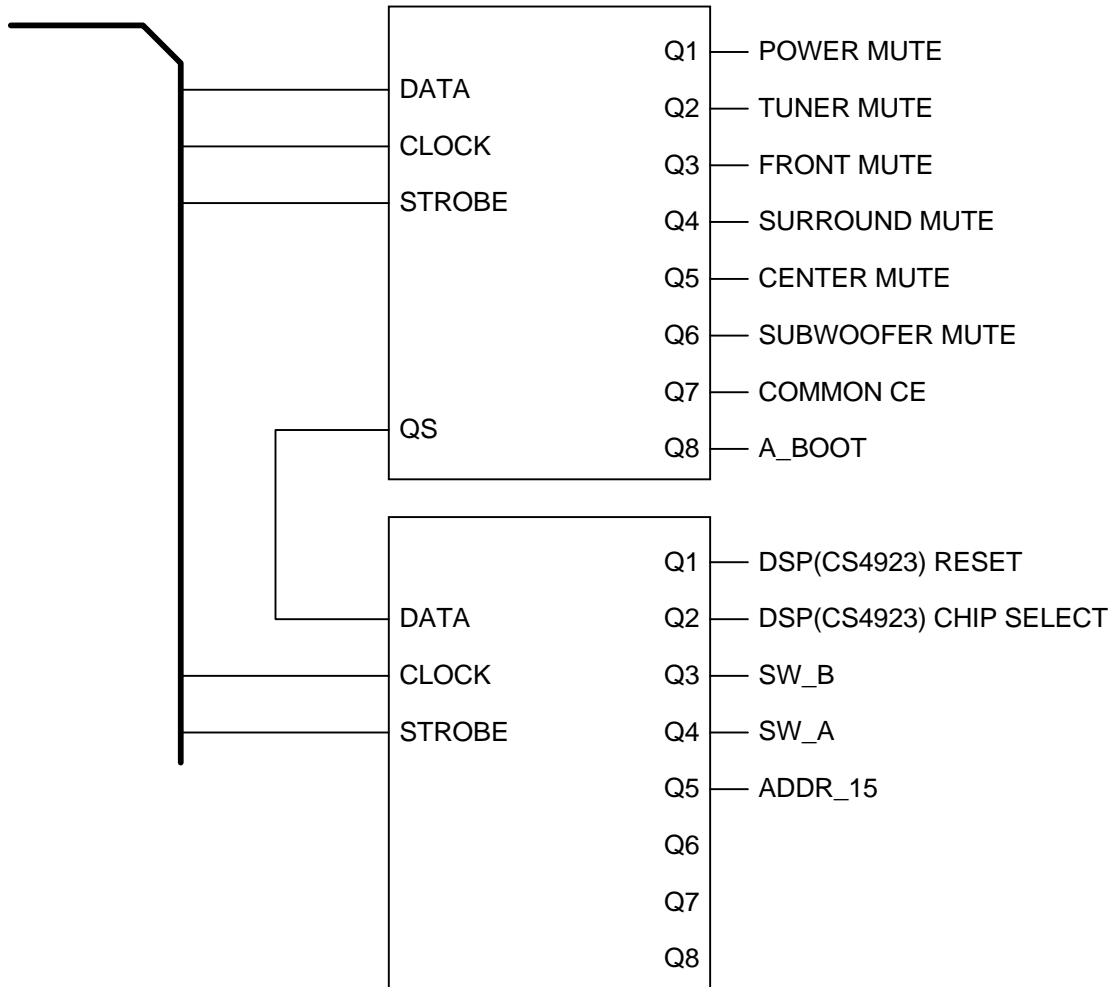 Q1 POWER MUTE
DATA
Q2 TUNER MUTE
CLOCK
Q3 FRONT MUTE
STROBE
Q4 SURROUND MUTE
Q5 CENTER MUTE
Q6 SUBWOOFER MUTE
Q7 COMMON CE
QS
Q8 A_BOOT
Q1 DSP(CS4923) RESET
DATA Q2 DSP(CS4923) CHIP SELECT
CLOCK Q3 SW_B
STROBE Q4 SW_A
Q5 ADDR_15
Q6
Q7
Q8